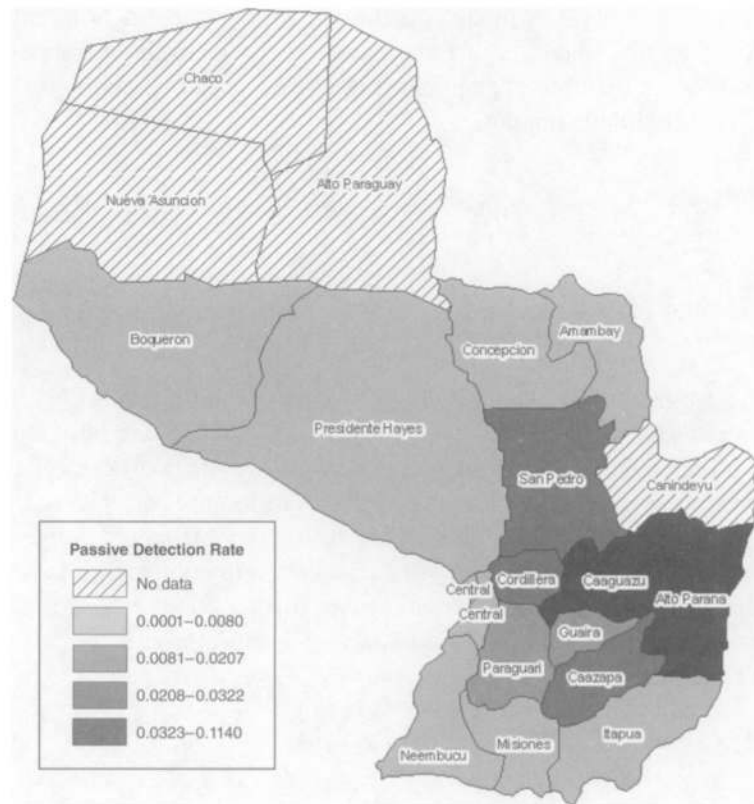 Chaco
Nueva Asuncion
Alto Paraguay
Boqueron
Concepcion
Amambay
Presidente Hayes
San Pedro
Canindeyu
Cordillera
Caaguazu
Central
Alto Parana
Central
Guaira
Paraguari
Caazapa
Itapua
Misiones
Neembucu
Passive Detection Rate
No data
0.0001–0.0080
0.0081–0.0207
0.0208–0.0322
0.0323–0.1140